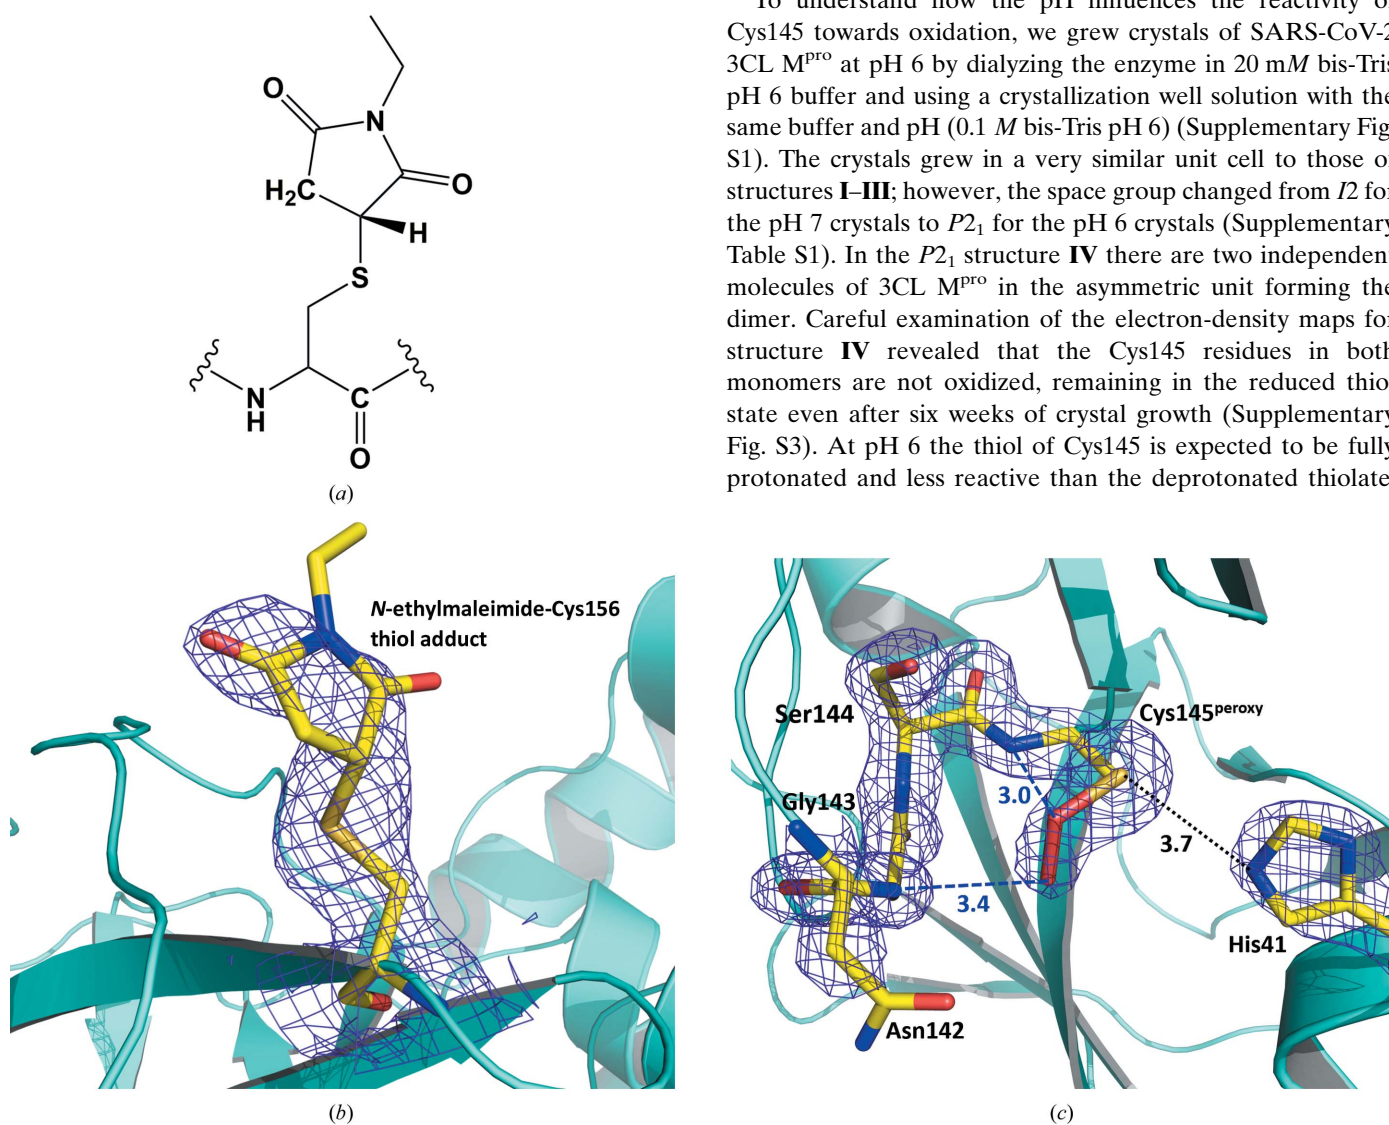 O
N
H₂C
O
H
S
N
H
C
O
(a)
To understand how the pH influences the reactivity of
Cys145 towards oxidation, we grew crystals of SARS-CoV-2
3CL Mᵖʳᵒ at pH 6 by dialyzing the enzyme in 20 mM bis-Tris
pH 6 buffer and using a crystallization well solution with the
same buffer and pH (0.1 M bis-Tris pH 6) (Supplementary Fig.
S1). The crystals grew in a very similar unit cell to those of
structures I–III; however, the space group changed from I2 for
the pH 7 crystals to P2₁ for the pH 6 crystals (Supplementary
Table S1). In the P2₁ structure IV there are two independent
molecules of 3CL Mᵖʳᵒ in the asymmetric unit forming the
dimer. Careful examination of the electron-density maps for
structure IV revealed that the Cys145 residues in both
monomers are not oxidized, remaining in the reduced thiol
state even after six weeks of crystal growth (Supplementary
Fig. S3). At pH 6 the thiol of Cys145 is expected to be fully
protonated and less reactive than the deprotonated thiolate
N-ethylmaleimide-Cys156
thiol adduct
(b)
Ser144
Cys145ᵖᵉʳᵒˣʸ
Gly143
3.0
3.7
3.4
His41
Asn142
(c)